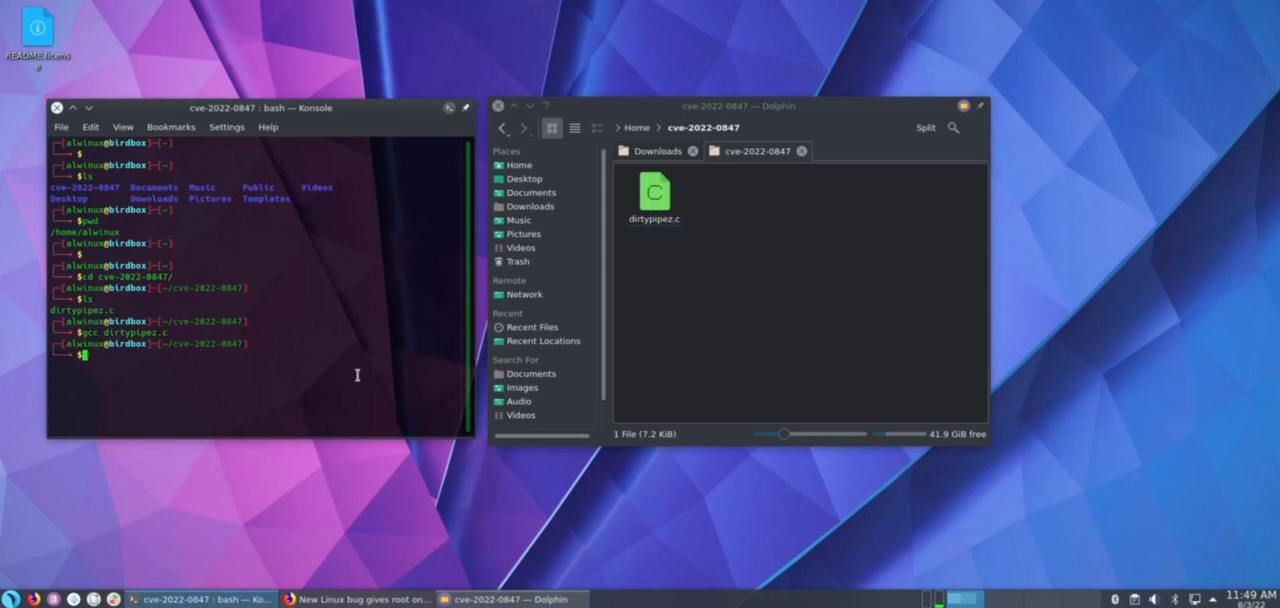 README.licens
e
cve-2022-0847 : bash — Konsole
File Edit View Bookmarks Settings Help
┌─[alwinux@birdbox]─[~]
└──╼ $
┌─[alwinux@birdbox]─[~]
└──╼ $ls
cve-2022-0847 Documents Music Public Videos
Desktop Downloads Pictures Templates
┌─[alwinux@birdbox]─[~]
└──╼ $pwd
/home/alwinux
┌─[alwinux@birdbox]─[~]
└──╼ $
┌─[alwinux@birdbox]─[~]
└──╼ $cd cve-2022-0847/
┌─[alwinux@birdbox]─[~/cve-2022-0847]
└──╼ $ls
dirtypipez.c
┌─[alwinux@birdbox]─[~/cve-2022-0847]
└──╼ $gcc dirtypipez.c
┌─[alwinux@birdbox]─[~/cve-2022-0847]
└──╼ $
cve-2022-0847 — Dolphin
Home cve-2022-0847 Split
Places
Home
Desktop
Documents
Downloads
Music
Pictures
Videos
Trash
Remote
Network
Recent
Recent Files
Recent Locations
Search For
Documents
Images
Audio
Videos
Downloads cve-2022-0847
C
dirtypipez.c
1 File (7.2 KiB) 41.9 GiB free
cve-2022-0847 : bash — Ko... New Linux bug gives root on... cve-2022-0847 — Dolphin 11:49 AM
8/3/22